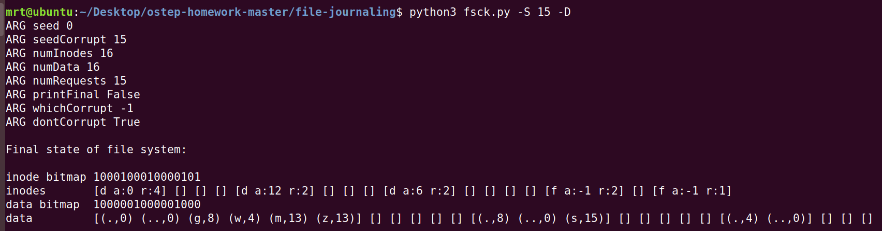 mrt@ubuntu:~/Desktop/ostep-homework-master/file-journaling$ python3 fsck.py -S 15 -D
ARG seed 0
ARG seedCorrupt 15
ARG numInodes 16
ARG numData 16
ARG numRequests 15
ARG printFinal False
ARG whichCorrupt -1
ARG dontCorrupt True

Final state of file system:

inode bitmap 1000100010000101
inodes       [d a:0 r:4] [] [] [] [d a:12 r:2] [] [] [] [d a:6 r:2] [] [] [] [] [f a:-1 r:2] [] [f a:-1 r:1]
data bitmap  1000001000001000
data         [(.,0) (..,0) (g,8) (w,4) (m,13) (z,13)] [] [] [] [] [] [(.,8) (..,0) (s,15)] [] [] [] [] [] [(.,4) (..,0)] [] [] []